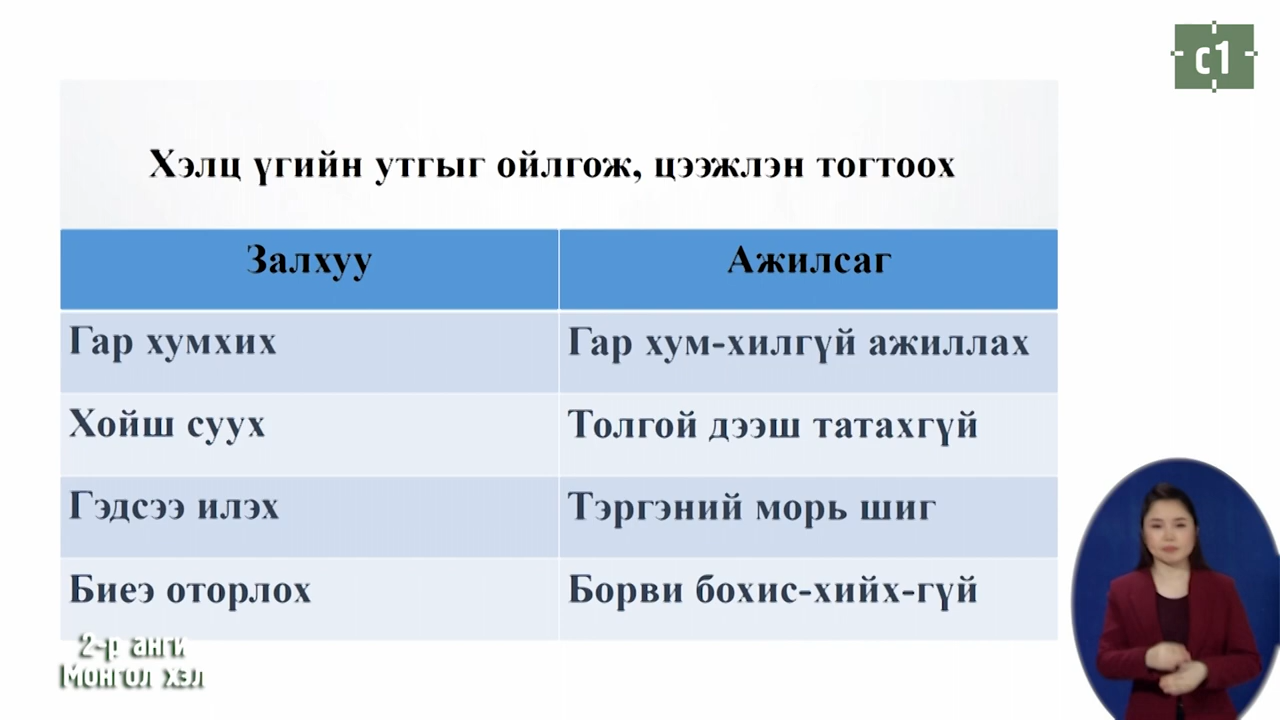 c1
Хэлц үгийн утгыг ойлгож, цээжлэн тогтоох
Залхуу
Ажилсаг
Гар хумхих
Гар хум-хилгүй ажиллах
Хойш суух
Толгой дээш татахгүй
Гэдсээ илэх
Тэргэний морь шиг
Биеэ оторлох
Борви бохис-хийх-гүй
2-р анги
Монгол хэл